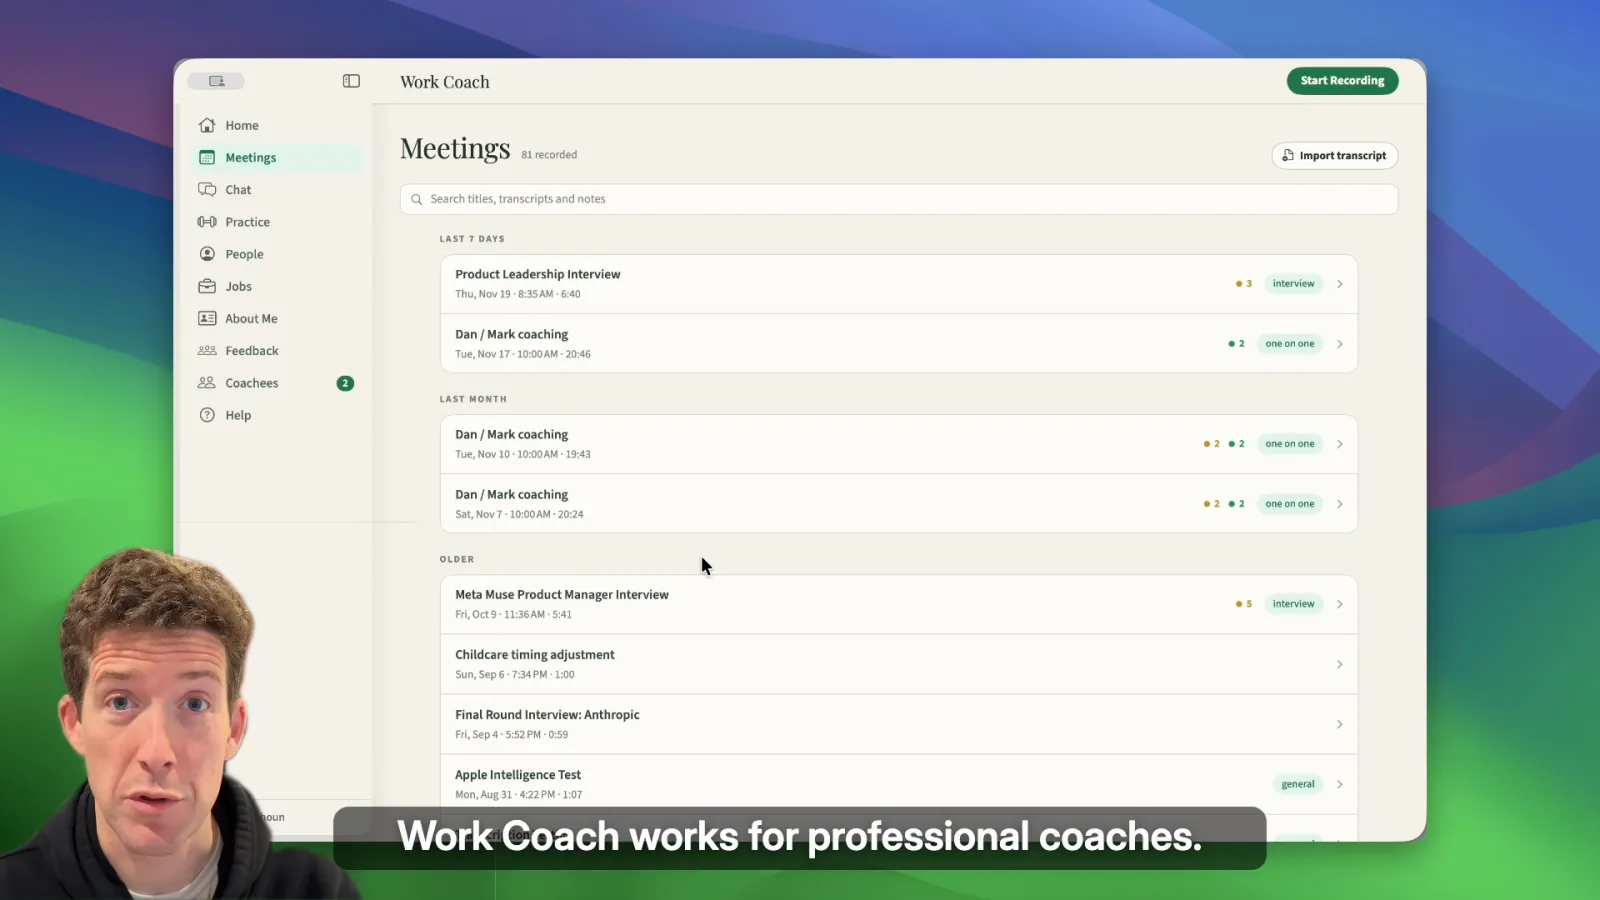 Work Coach
Start Recording
Home
Meetings
Chat
Practice
People
Jobs
About Me
Feedback
Coachees
2
Help
Meetings
81 recorded
Import transcript
Search titles, transcripts and notes
LAST 7 DAYS
Product Leadership Interview
Thu, Nov 19 · 8:35 AM · 6:40
3
interview
Dan / Mark coaching
Tue, Nov 17 · 10:00 AM · 20:46
2
one on one
LAST MONTH
Dan / Mark coaching
Tue, Nov 10 · 10:00 AM · 19:43
2 2
one on one
Dan / Mark coaching
Sat, Nov 7 · 10:00 AM · 20:24
2 2
one on one
OLDER
Meta Muse Product Manager Interview
Fri, Oct 9 · 11:36 AM · 5:41
5
interview
Childcare timing adjustment
Sun, Sep 6 · 7:34 PM · 1:00
Final Round Interview: Anthropic
Fri, Sep 4 · 5:52 PM · 0:59
Apple Intelligence Test
Mon, Aug 31 · 4:22 PM · 1:07
general
Work Coach works for professional coaches.